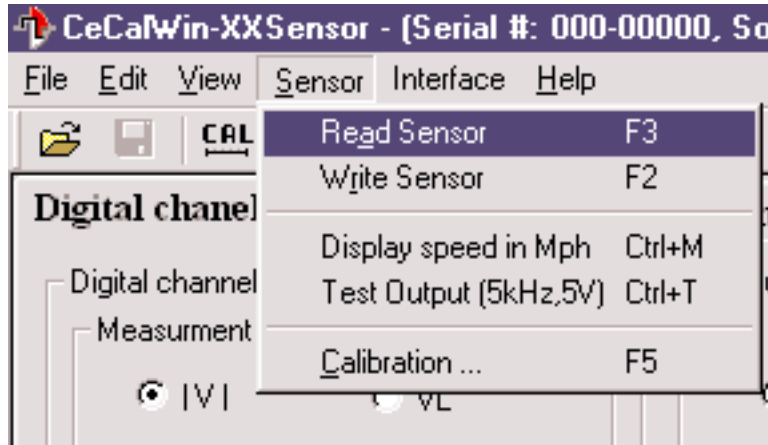 CeCalWin-XXSensor - (Serial #: 000-00000, So
File Edit View Sensor Interface Help
CAL
Read Sensor F3
Write Sensor F2
Digital chanel
Display speed in Mph Ctrl+M
Digital channel
Test Output (5kHz,5V) Ctrl+T
Measurment
Calibration ... F5
|V| VL